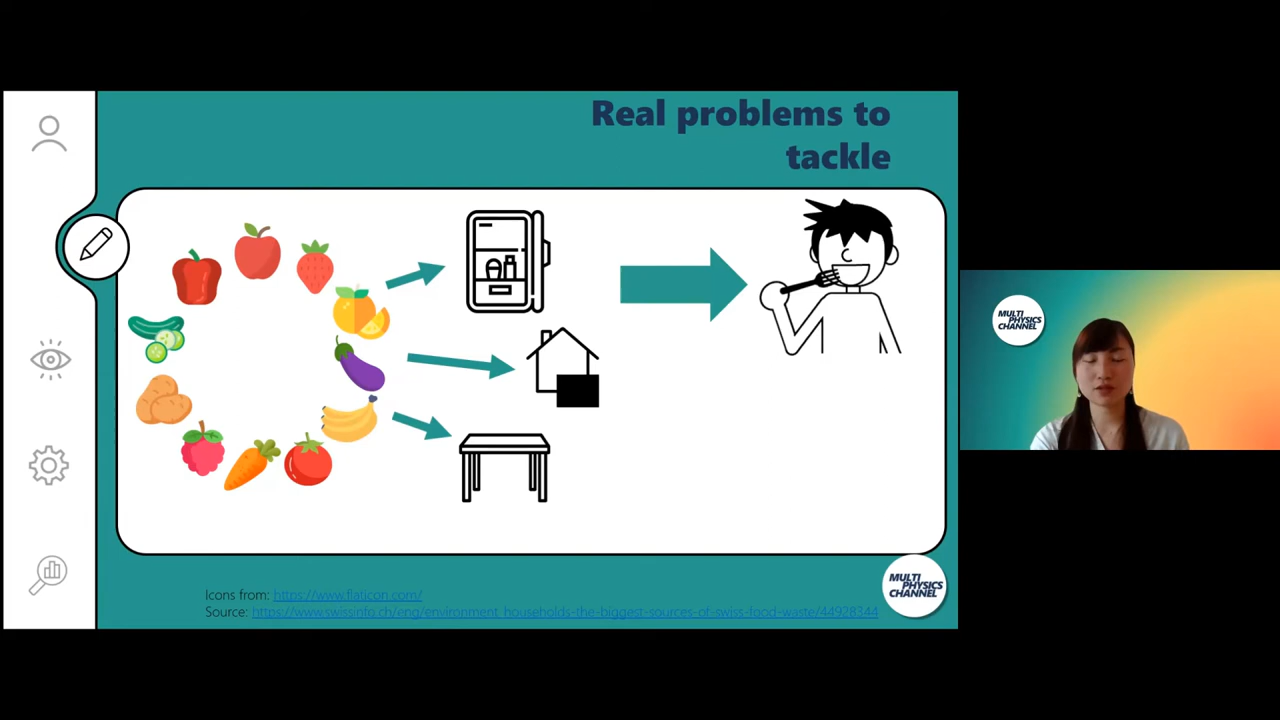 Real problems to
tackle
Icons from: https://www.flaticon.com/
Source: https://www.swissinfo.ch/eng/environment_households-the-biggest-sources-of-swiss-food-waste/44928344
MULTI
PHYSICS
CHANNEL
MULTI
PHYSICS
CHANNEL